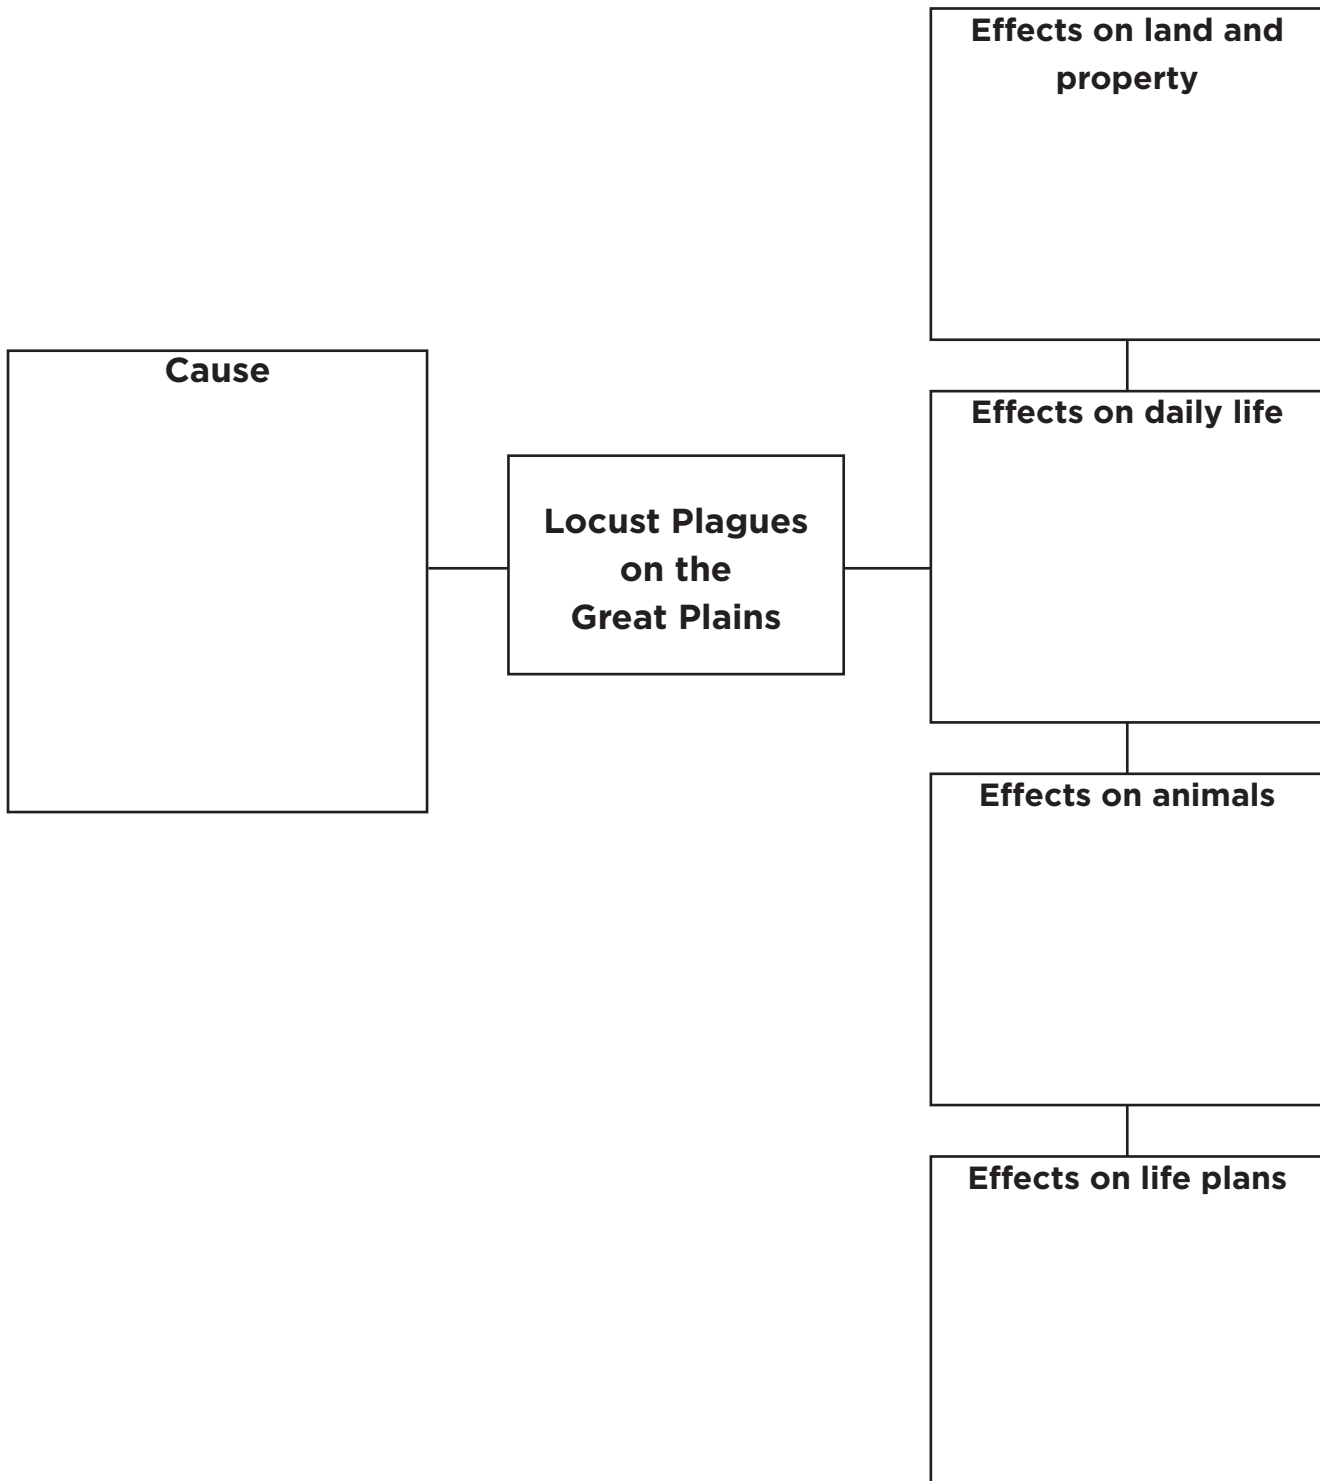 Effects on land and
property
Cause
Effects on daily life
Locust Plagues
on the
Great Plains
Effects on animals
Effects on life plans